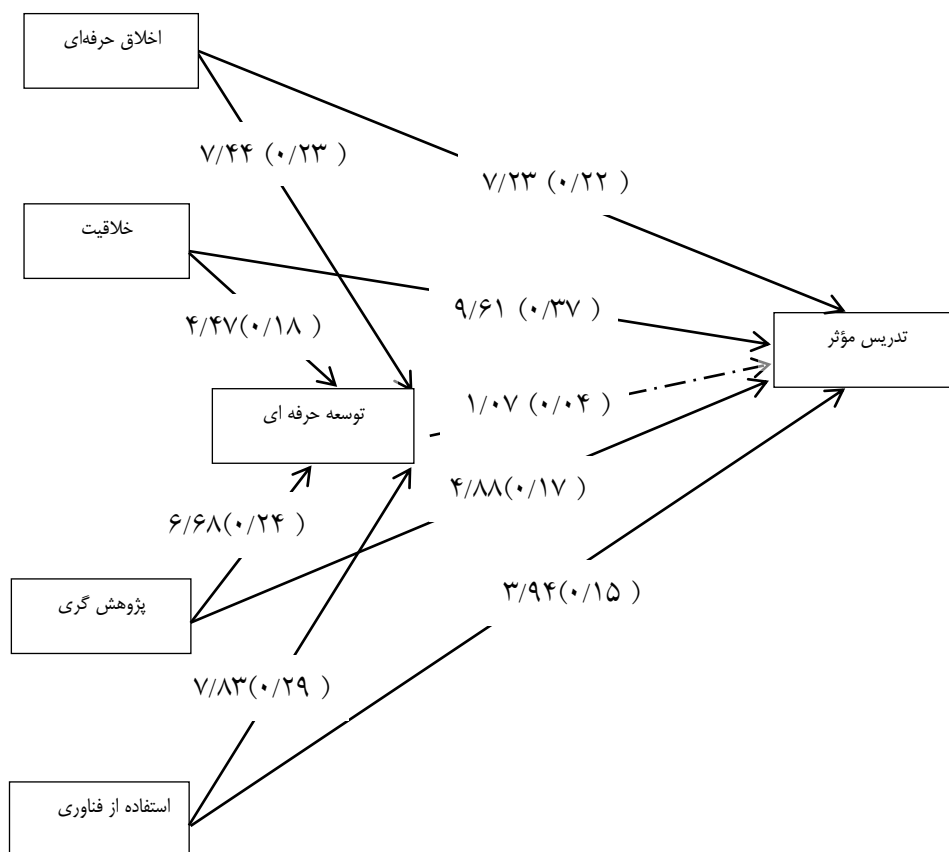 اخلاق حرفه‌ای
۷/۴۴ (۰/۲۳ )
۷/۲۳ (۰/۲۲ )
خلاقیت
۹/۶۱ (۰/۳۷ )
۴/۴۷(۰/۱۸ )
تدریس مؤثر
توسعه حرفه ای
۱/۰۷ (۰/۰۴ )
۴/۸۸(۰/۱۷ )
۶/۶۸(۰/۲۴ )
پژوهش گری
۳/۹۴(۰/۱۵ )
۷/۸۳(۰/۲۹ )
استفاده از فناوری